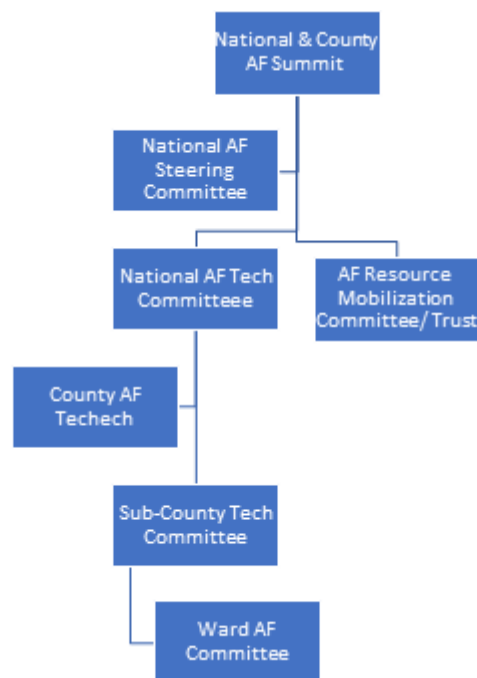 National & County
AF Summit
National AF
Steering
Committee
National AF Tech
Committeee
AF Resource
Mobilization
Committee/ Trust
County AF
Techech
Sub-County Tech
Committee
Ward AF
Committee